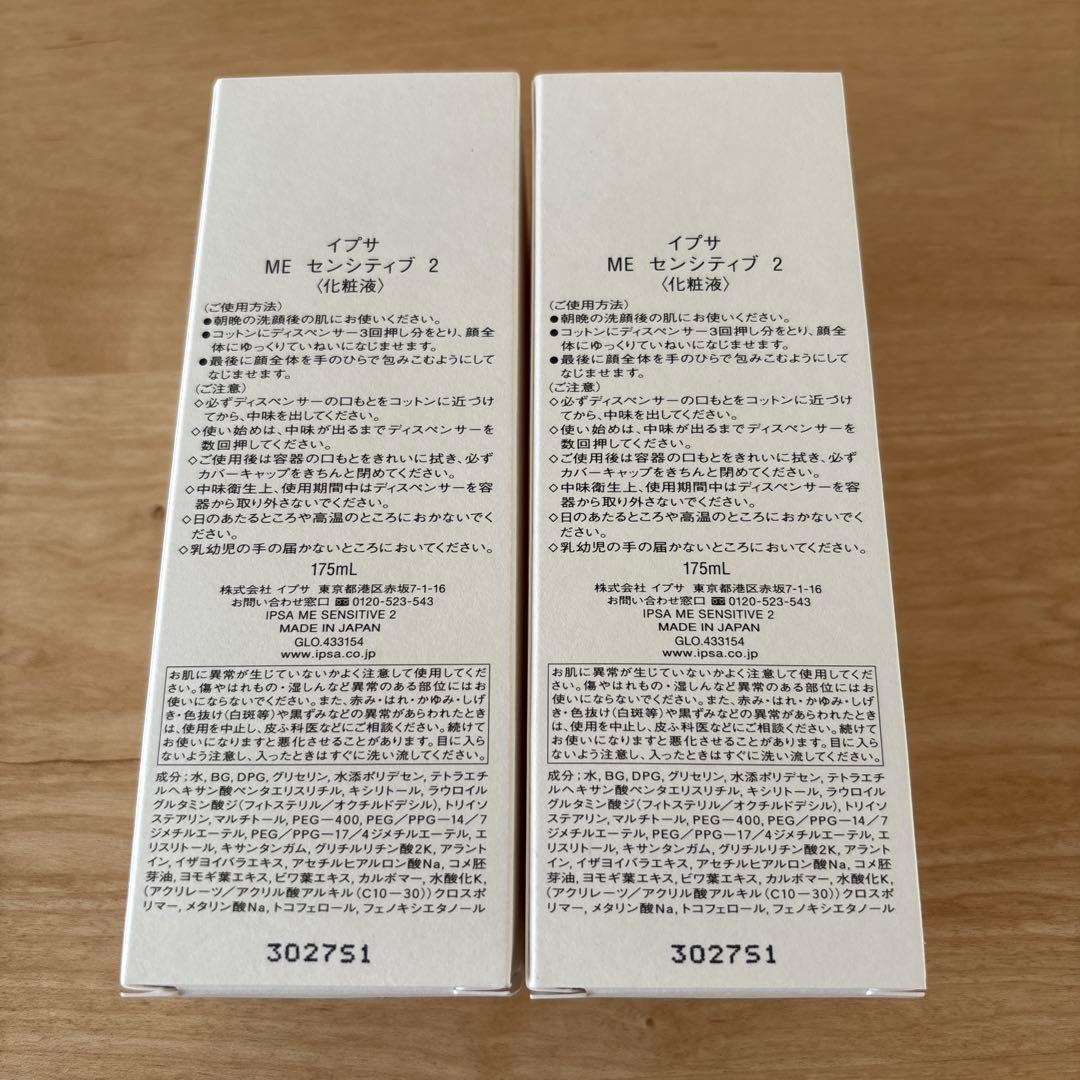 イプサ
ME センシティブ 2
〈化粧液〉
〈ご使用方法〉
●朝晩の洗顔後の肌にお使いください。
●コットンにディスペンサー3回押し分をとり、顔全
体にゆっくりていねいになじませます。
●最後に顔全体を手のひらで包みこむようにして
なじませます。
〈ご注意〉
◇必ずディスペンサーの口もとをコットンに近づけ
てから、中味を出してください。
◇使い始めは、中味が出るまでディスペンサーを
数回押してください。
◇ご使用後は容器の口もとをきれいに拭き、必ず
カバーキャップをきちんと閉めてください。
◇中味衛生上、使用期間中はディスペンサーを容
器から取り外さないでください。
◇日のあたるところや高温のところにおかないでく
ださい。
◇乳幼児の手の届かないところにおいてください。
175mL
株式会社 イプサ 東京都港区赤坂7-1-16
お問い合わせ窓口 0120-523-543
IPSA ME SENSITIVE 2
MADE IN JAPAN
GLO.433154
www.ipsa.co.jp
お肌に異常が生じていないかよく注意して使用してくだ
さい。傷やはれもの・湿しんなど異常のある部位にはお
使いにならないでください。また、赤み・はれ・かゆみ・しげ
き・色抜け(白斑等)や黒ずみなどの異常があらわれたとき
は、使用を中止し、皮ふ科医などにご相談ください。続けて
お使いになりますと悪化させることがあります。目に入ら
ないよう注意し、入ったときはすぐに洗い流してください。
成分;水, BG, DPG, グリセリン, 水添ポリデセン, テトラエチ
ルヘキサン酸ペンタエリスリチル, キシリトール, ラウロイル
グルタミン酸ジ(フィトステリル/オクチルドデシル), トリイソ
ステアリン, マルチトール, PEG-400, PEG/PPG-14/7
ジメチルエーテル, PEG/PPG-17/4ジメチルエーテル, エ
リスリトール, キサンタンガム, グリチルリチン酸2K, アラント
イン, イザヨイバラエキス, アセチルヒアルロン酸Na, コメ胚
芽油, ヨモギ葉エキス, ビワ葉エキス, カルボマー, 水酸化K,
(アクリレーツ/アクリル酸アルキル(C10-30))クロスポ
リマー, メタリン酸Na, トコフェロール, フェノキシエタノール
3027S1
イプサ
ME センシティブ 2
〈化粧液〉
〈ご使用方法〉
●朝晩の洗顔後の肌にお使いください。
●コットンにディスペンサー3回押し分をとり、顔全
体にゆっくりていねいになじませます。
●最後に顔全体を手のひらで包みこむようにして
なじませます。
〈ご注意〉
◇必ずディスペンサーの口もとをコットンに近づけ
てから、中味を出してください。
◇使い始めは、中味が出るまでディスペンサーを
数回押してください。
◇ご使用後は容器の口もとをきれいに拭き、必ず
カバーキャップをきちんと閉めてください。
◇中味衛生上、使用期間中はディスペンサーを容
器から取り外さないでください。
◇日のあたるところや高温のところにおかないでく
ださい。
◇乳幼児の手の届かないところにおいてください。
175mL
株式会社 イプサ 東京都港区赤坂7-1-16
お問い合わせ窓口 0120-523-543
IPSA ME SENSITIVE 2
MADE IN JAPAN
GLO.433154
www.ipsa.co.jp
お肌に異常が生じていないかよく注意して使用してくだ
さい。傷やはれもの・湿しんなど異常のある部位にはお
使いにならないでください。また、赤み・はれ・かゆみ・しげ
き・色抜け(白斑等)や黒ずみなどの異常があらわれたとき
は、使用を中止し、皮ふ科医などにご相談ください。続けて
お使いになりますと悪化させることがあります。目に入ら
ないよう注意し、入ったときはすぐに洗い流してください。
成分;水, BG, DPG, グリセリン, 水添ポリデセン, テトラエチ
ルヘキサン酸ペンタエリスリチル, キシリトール, ラウロイル
グルタミン酸ジ(フィトステリル/オクチルドデシル), トリイソ
ステアリン, マルチトール, PEG-400, PEG/PPG-14/7
ジメチルエーテル, PEG/PPG-17/4ジメチルエーテル, エ
リスリトール, キサンタンガム, グリチルリチン酸2K, アラント
イン, イザヨイバラエキス, アセチルヒアルロン酸Na, コメ胚
芽油, ヨモギ葉エキス, ビワ葉エキス, カルボマー, 水酸化K,
(アクリレーツ/アクリル酸アルキル(C10-30))クロスポ
リマー, メタリン酸Na, トコフェロール, フェノキシエタノール
3027S1